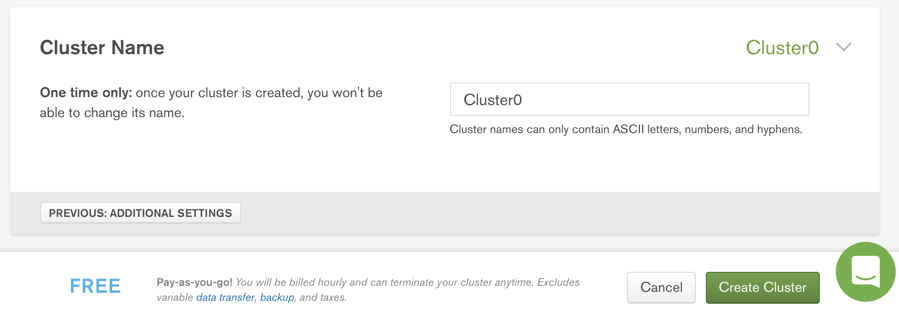 Cluster Name
Cluster0
One time only: once your cluster is created, you won't be
able to change its name.
Cluster0
Cluster names can only contain ASCII letters, numbers, and hyphens.
PREVIOUS: ADDITIONAL SETTINGS
FREE
Pay-as-you-go! You will be billed hourly and can terminate your cluster anytime. Excludes
variable data transfer, backup, and taxes.
Cancel
Create Cluster